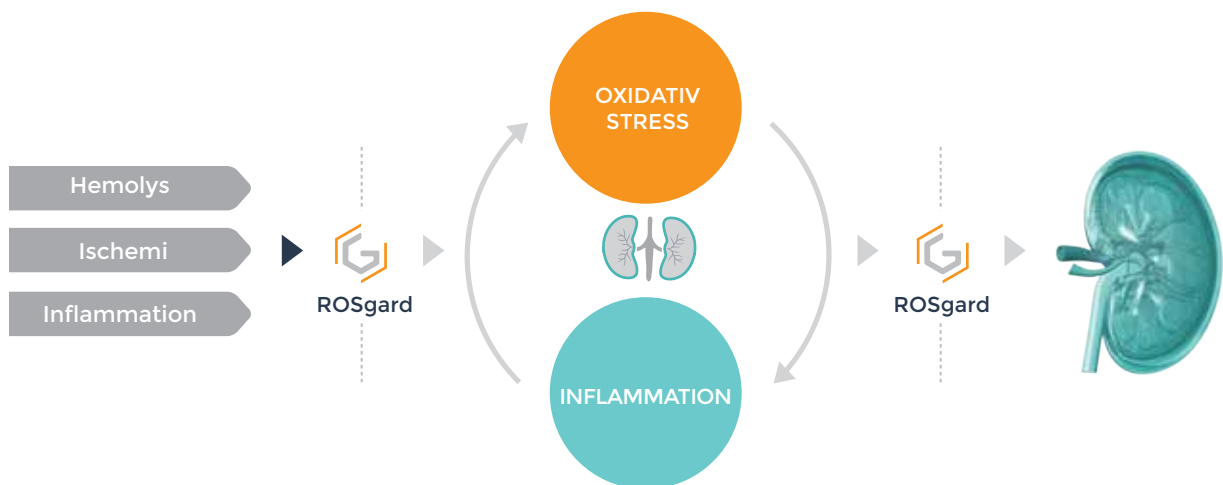 Hemolys
Ischemi
Inflammation
ROSgard
OXIDATIV
STRESS
INFLAMMATION
ROSgard